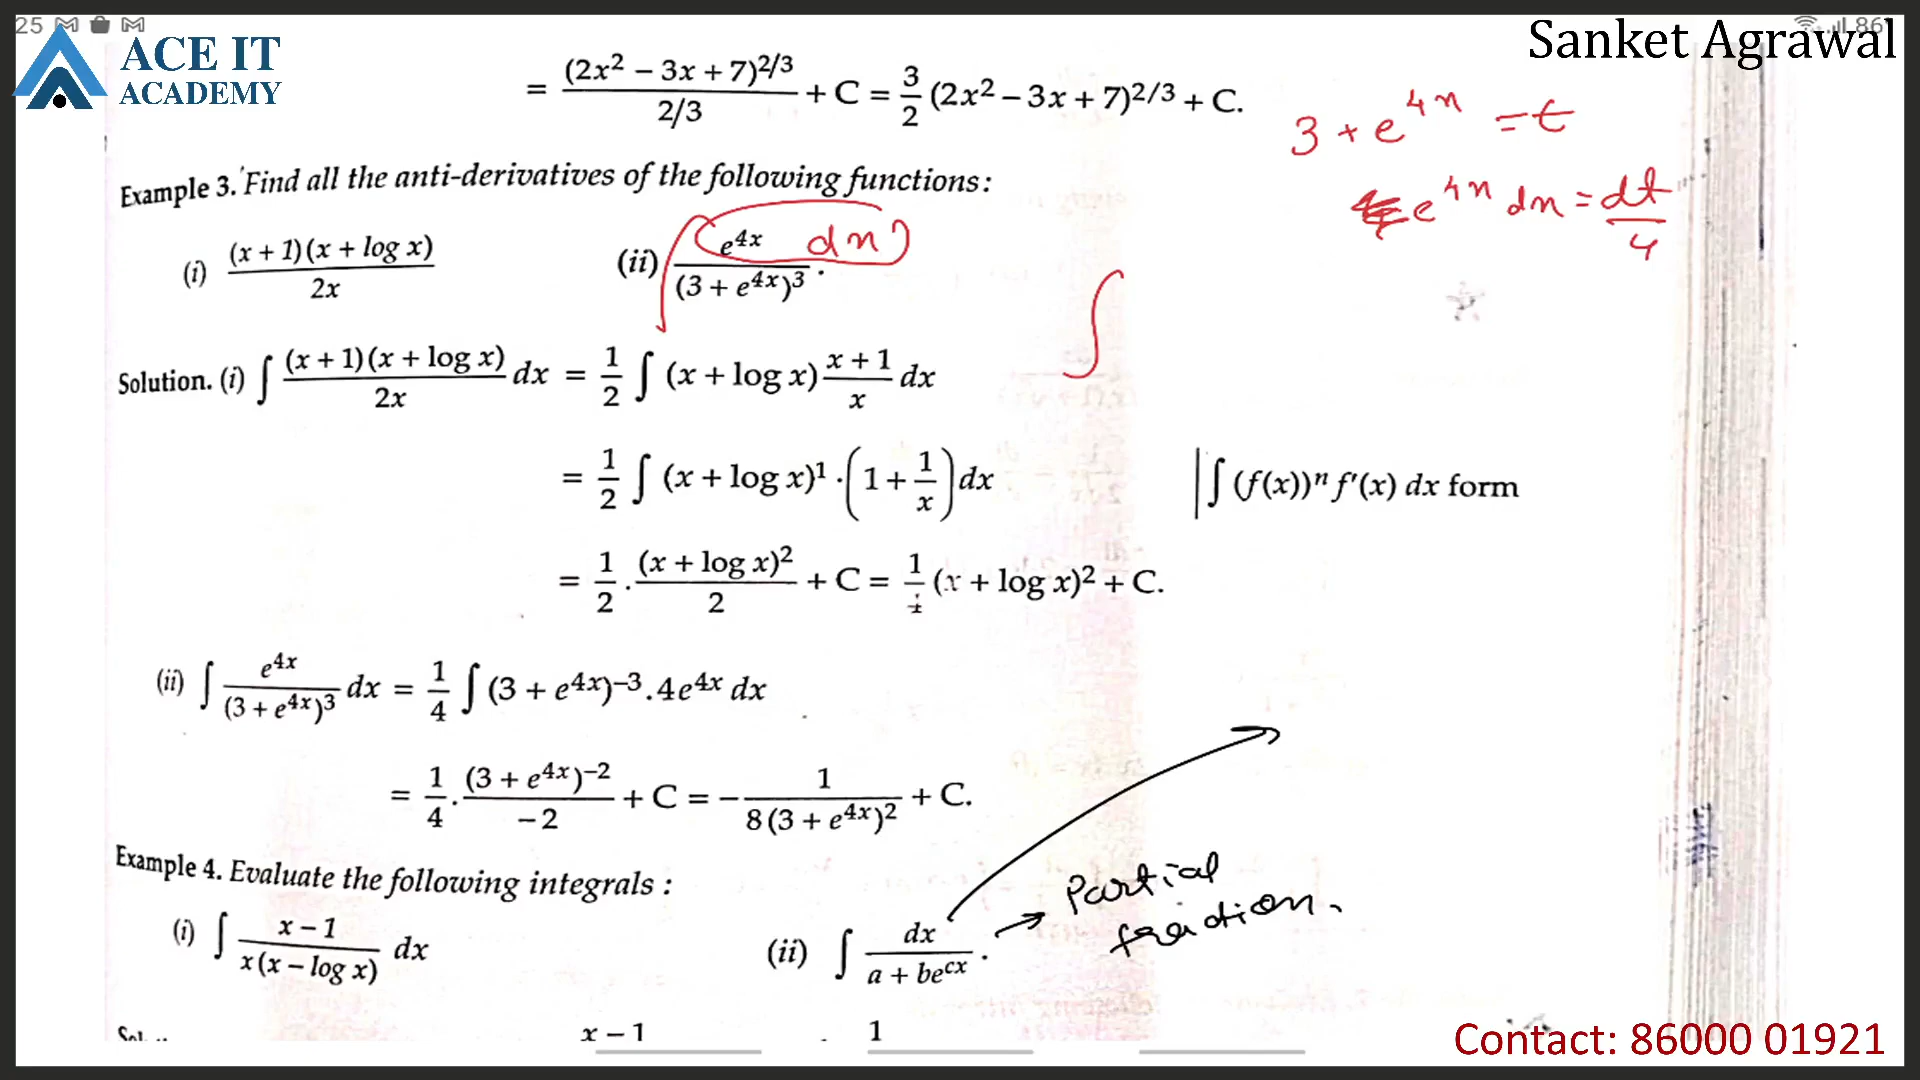 25
86
ACE IT
ACADEMY
Sanket Agrawal
= (2x² − 3x + 7)^2/3 / 2/3 + C = 3/2 (2x² − 3x + 7)^2/3 + C.
3 + e^4x = t
e^4x dx = dt/4
Example 3. Find all the anti-derivatives of the following functions:
(i) (x + 1)(x + log x) / 2x (ii) ∫ e^4x dx / (3 + e^4x)³.
∫
Solution. (i) ∫ (x + 1)(x + log x) / 2x dx = 1/2 ∫ (x + log x) x + 1 / x dx
= 1/2 ∫ (x + log x)¹ · (1 + 1/x) dx | ∫ (f(x))ⁿ f′(x) dx form
= 1/2 . (x + log x)² / 2 + C = 1/4 (x + log x)² + C.
(ii) ∫ e^4x / (3 + e^4x)³ dx = 1/4 ∫ (3 + e^4x)^−3 . 4e^4x dx
= 1/4 . (3 + e^4x)^−2 / −2 + C = − 1 / 8(3 + e^4x)² + C.
Example 4. Evaluate the following integrals :
(i) ∫ x − 1 / x(x − log x) dx (ii) ∫ dx / a + be^cx .
→ Partial
fraction.
x − 1 1
Contact: 86000 01921